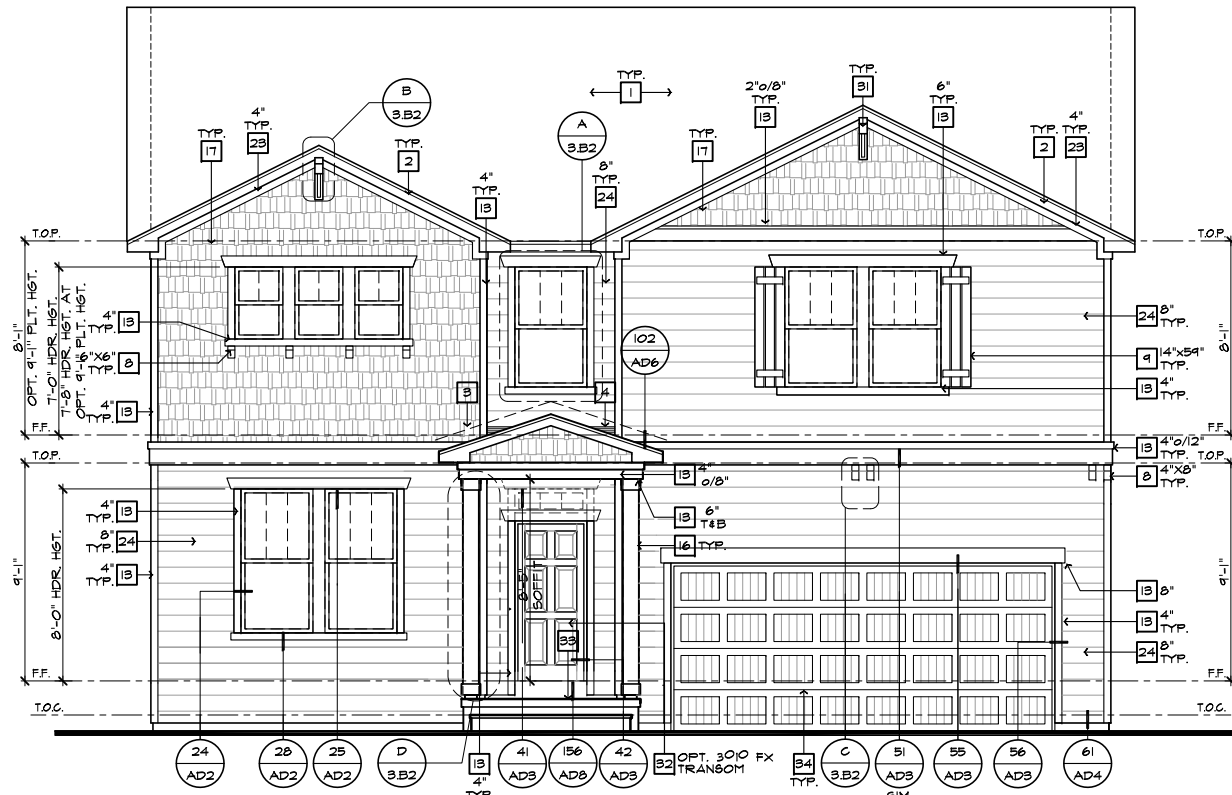 TYP.
1
TYP.
31
2"o/8"
TYP.
13
6"
TYP.
13
B
3.B2
4"
TYP.
23
TYP.
17
TYP.
2
A
3.B2
TYP.
17
TYP.
2
4"
TYP.
23
4"
TYP.
13
8"
TYP.
24
T.O.P.
T.O.P.
8'-1"
OPT. 9'-1" PLT. HGT.
7'-0" HDR. HGT.
7'-8" HDR. HGT. AT
OPT. 9'-1" PLT. HGT.
4"
TYP. 13
6"X6"
TYP. 8
4"
TYP. 13
102
AD6
24 8"
TYP.
9 14"x59"
13 4"
TYP.
8'-1"
3
4
F.F.
F.F.
T.O.P.
13 4"o/12"
TYP.
T.O.P.
8 4"X8"
TYP.
13 4"
o/8"
13 6"
T&B
16 TYP.
9'-1"
8'-0" HDR. HGT.
4"
TYP. 13
8"
TYP. 24
4"
TYP. 13
8'-5"
SOFFIT
33
13 8"
13 4"
TYP.
24 8"
TYP.
9'-1"
F.F.
F.F.
T.O.C.
T.O.C.
24
AD2
28
AD2
25
AD2
D
3.B2
13
4"
TYP.
41
AD3
156
AD8
42
AD3
32 OPT. 3010 FX
TRANSOM
34
TYP.
C
3.B2
51
AD3
SIM.
55
AD3
56
AD3
61
AD4